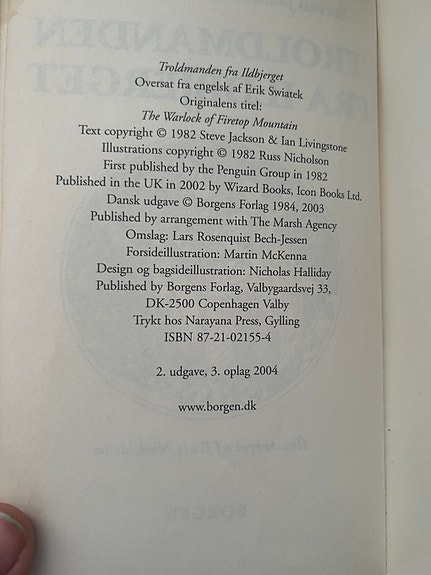 Troldmanden fra Ildbjerget
Oversat fra engelsk af Erik Swiatek
Originalens titel:
The Warlock of Firetop Mountain
Text copyright © 1982 Steve Jackson & Ian Livingstone
Illustrations copyright © 1982 Russ Nicholson
First published by the Penguin Group in 1982
Published in the UK in 2002 by Wizard Books, Icon Books Ltd.
Dansk udgave © Borgens Forlag 1984, 2003
Published by arrangement with The Marsh Agency
Omslag: Lars Rosenquist Bech-Jessen
Forsideillustration: Martin McKenna
Design og bagsideillustration: Nicholas Halliday
Published by Borgens Forlag, Valbygaardsvej 33,
DK-2500 Copenhagen Valby
Trykt hos Narayana Press, Gylling
ISBN 87-21-02155-4
2. udgave, 3. oplag 2004
www.borgen.dk